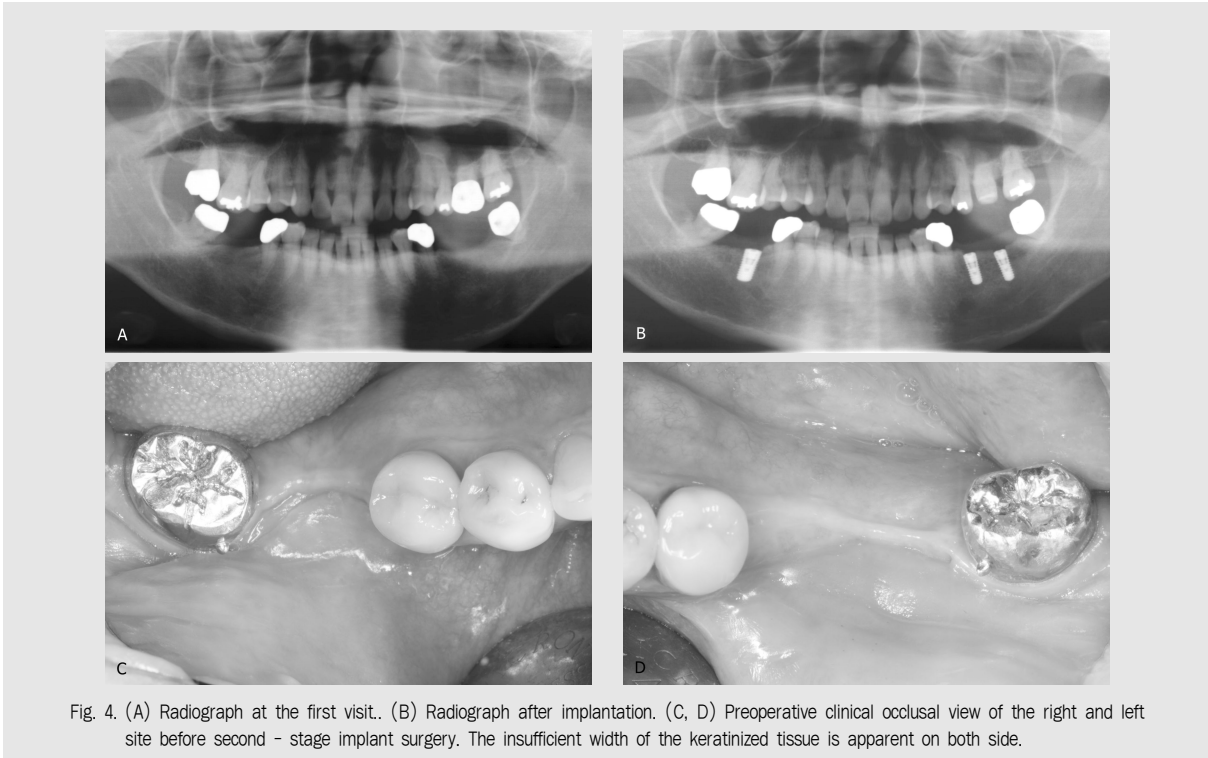 A
B
C
D
Fig. 4. (A) Radiograph at the first visit.. (B) Radiograph after implantation. (C, D) Preoperative clinical occlusal view of the right and left
site before second - stage implant surgery. The insufficient width of the keratinized tissue is apparent on both side.